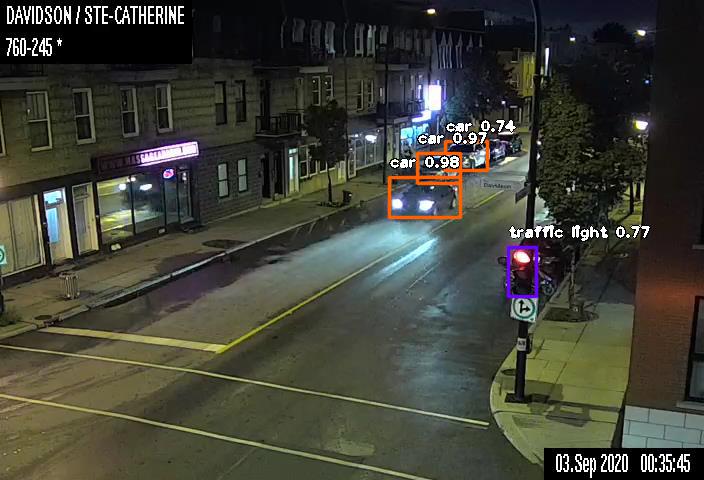 DAVIDSON / STE-CATHERINE
760-245 *
car 0.74
car 0.97
car 0.98
Davidson
traffic light 0.77
03.Sep 2020 00:35:45